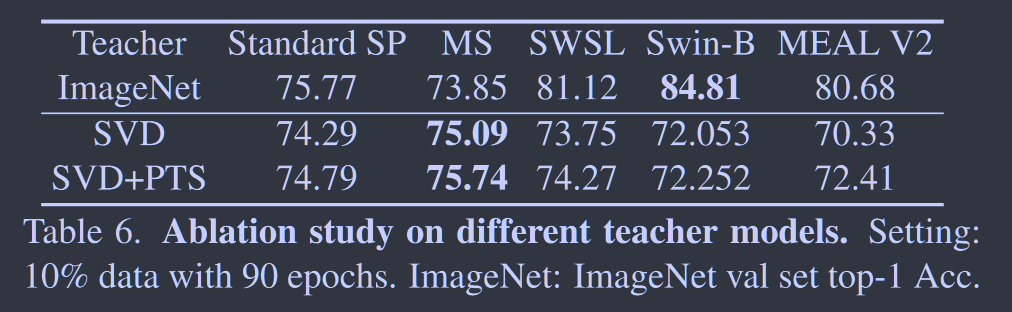 Teacher Standard SP MS SWSL Swin-B MEAL V2
ImageNet 75.77 73.85 81.12 84.81 80.68
SVD 74.29 75.09 73.75 72.053 70.33
SVD+PTS 74.79 75.74 74.27 72.252 72.41
Table 6. Ablation study on different teacher models. Setting:
10% data with 90 epochs. ImageNet: ImageNet val set top-1 Acc.